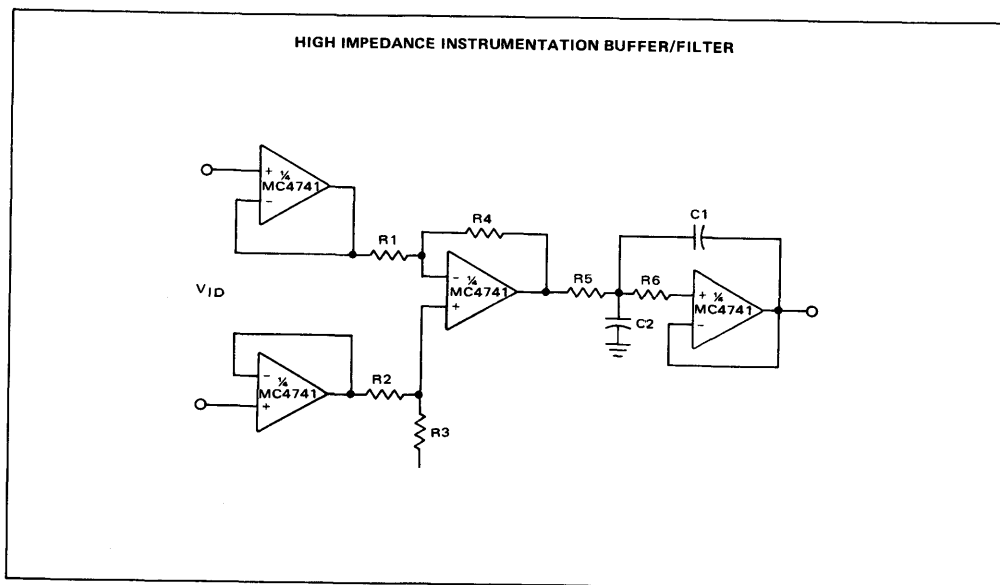 HIGH IMPEDANCE INSTRUMENTATION BUFFER/FILTER
+
¼
MC4741
−
R1
R4
−
¼
MC4741
+
C1
R5
R6
+
¼
MC4741
−
C2
VID
−
¼
MC4741
+
R2
R3